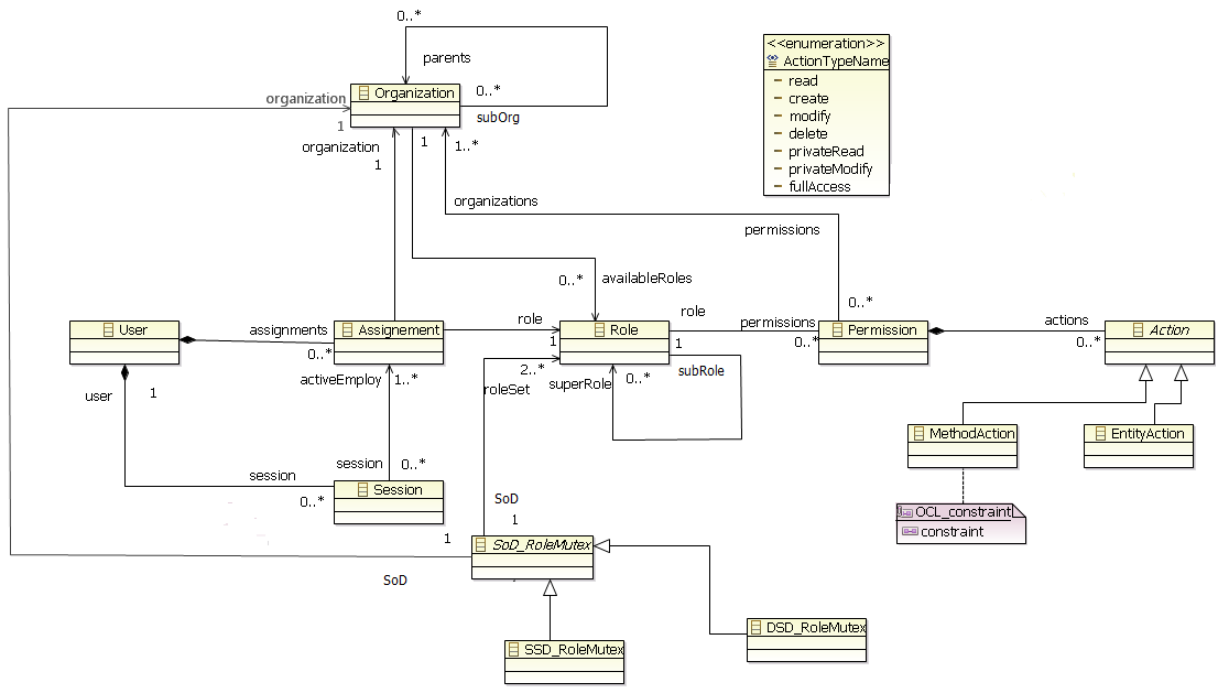 0..*
parents
<<enumeration>>
ActionTypeName
read
create
modify
delete
privateRead
privateModify
fullAccess
Organization
0..*
subOrg
organization
1
organization
1
1
1..*
organizations
permissions
0..*
availableRoles
0..*
User
assignments
0..*
Assignement
role
1
Role
role
1
permissions
0..*
Permission
actions
0..*
Action
activeEmploy
1..*
2..*
roleSet
superRole
0..*
subRole
user
1
MethodAction
EntityAction
session
0..*
session
0..*
Session
OCL_constraint
constraint
SoD
1
1
SoD_RoleMutex
SoD
DSD_RoleMutex
SSD_RoleMutex